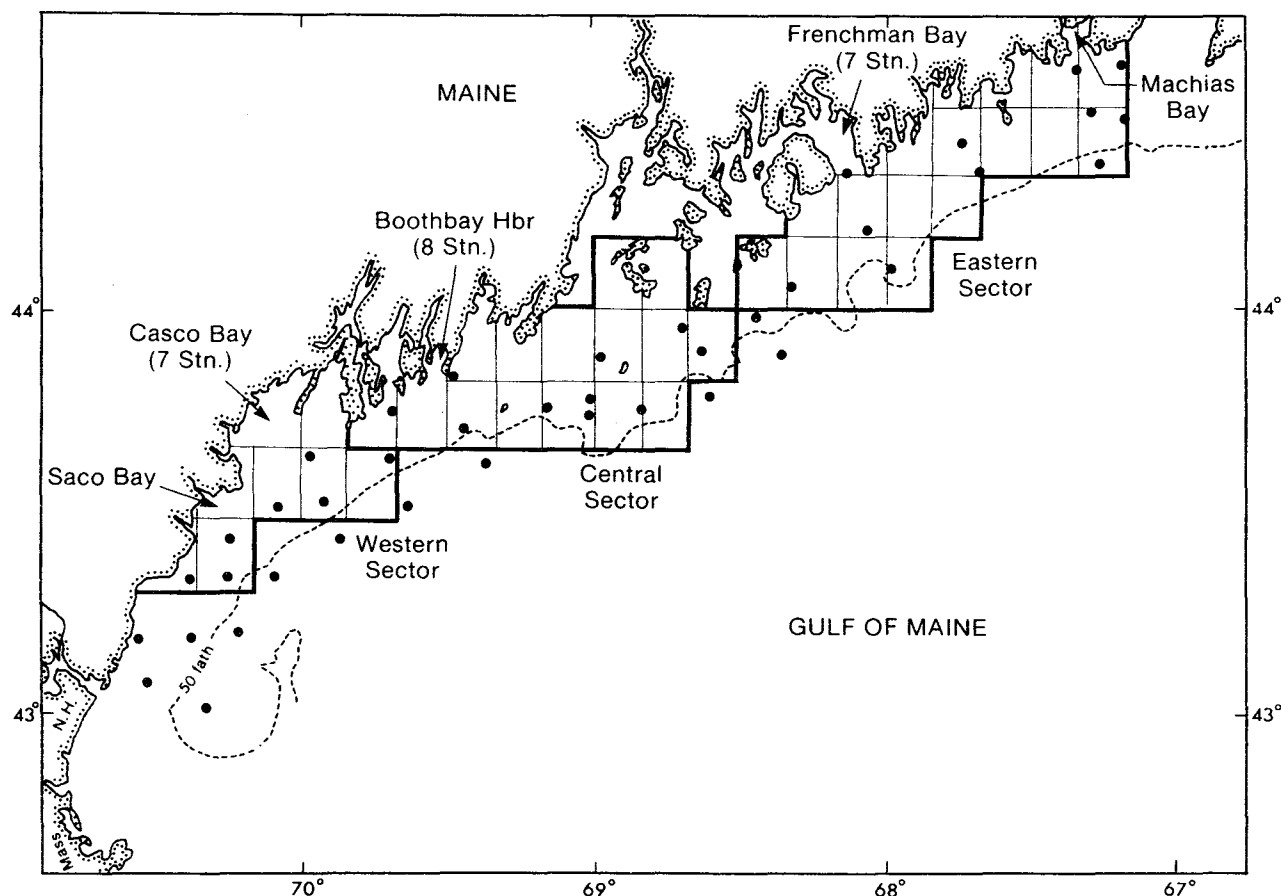 MAINE
Frenchman Bay
(7 Stn.)
Machias
Bay
Boothbay Hbr
(8 Stn.)
Eastern
Sector
44°
44°
Casco Bay
(7 Stn.)
Saco Bay
Central
Sector
Western
Sector
GULF OF MAINE
50 fath
43°
43°
N.H.
Mass
70°
69°
68°
67°